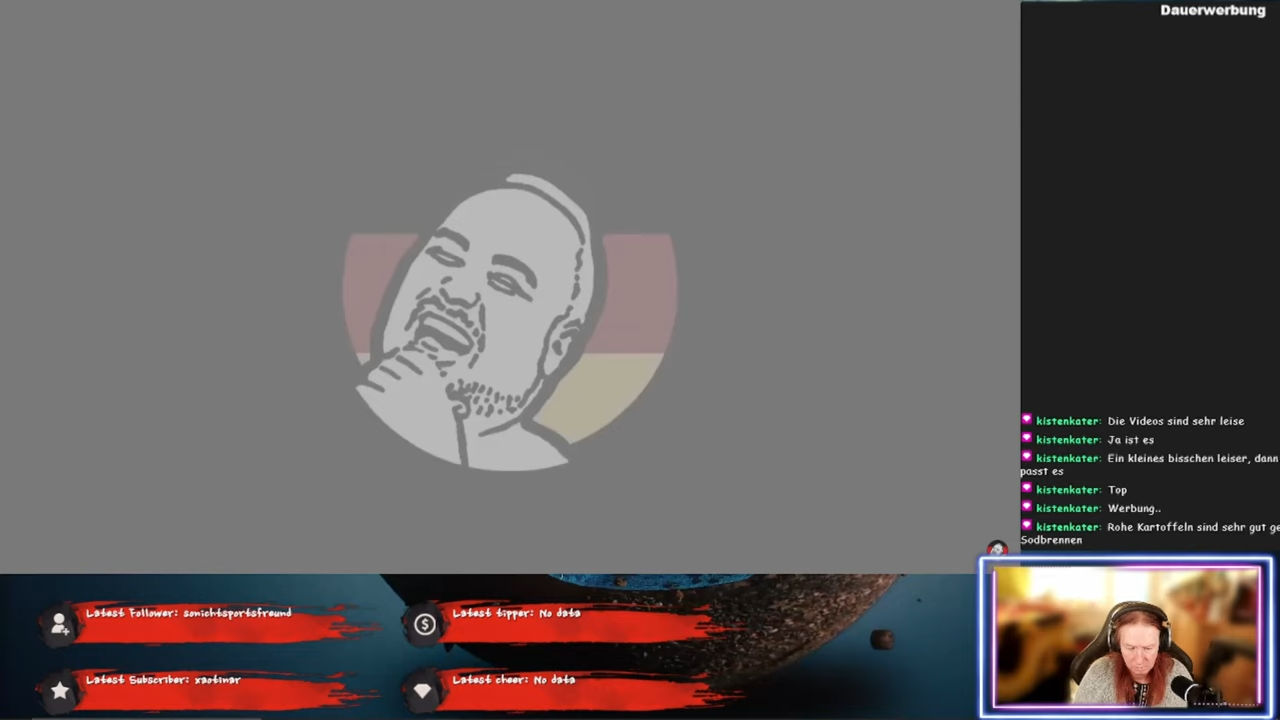 Dauerwerbung
kistenkater: Die Videos sind sehr leise
kistenkater: Ja ist es
kistenkater: Ein kleines bisschen leiser, dann
passt es
kistenkater: Top
kistenkater: Werbung..
kistenkater: Rohe Kartoffeln sind sehr gut ge
Sodbrennen
Latest Follower: sonichtsportsfreund
Latest tipper: No data
Latest Subscriber: xaotinar
Latest cheer: No data